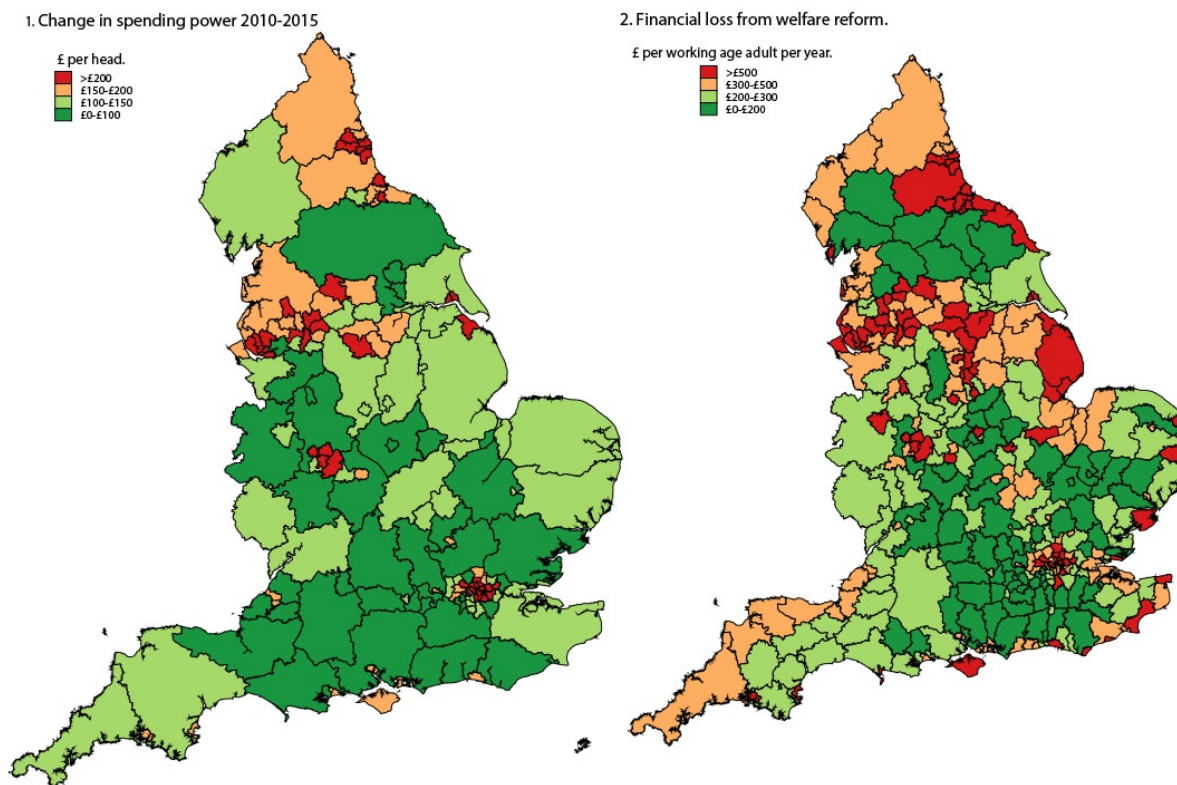 1. Change in spending power 2010-2015
£ per head.
>£200
£150-£200
£100-£150
£0-£100
2. Financial loss from welfare reform.
£ per working age adult per year.
>£500
£300-£500
£200-£300
£0-£200